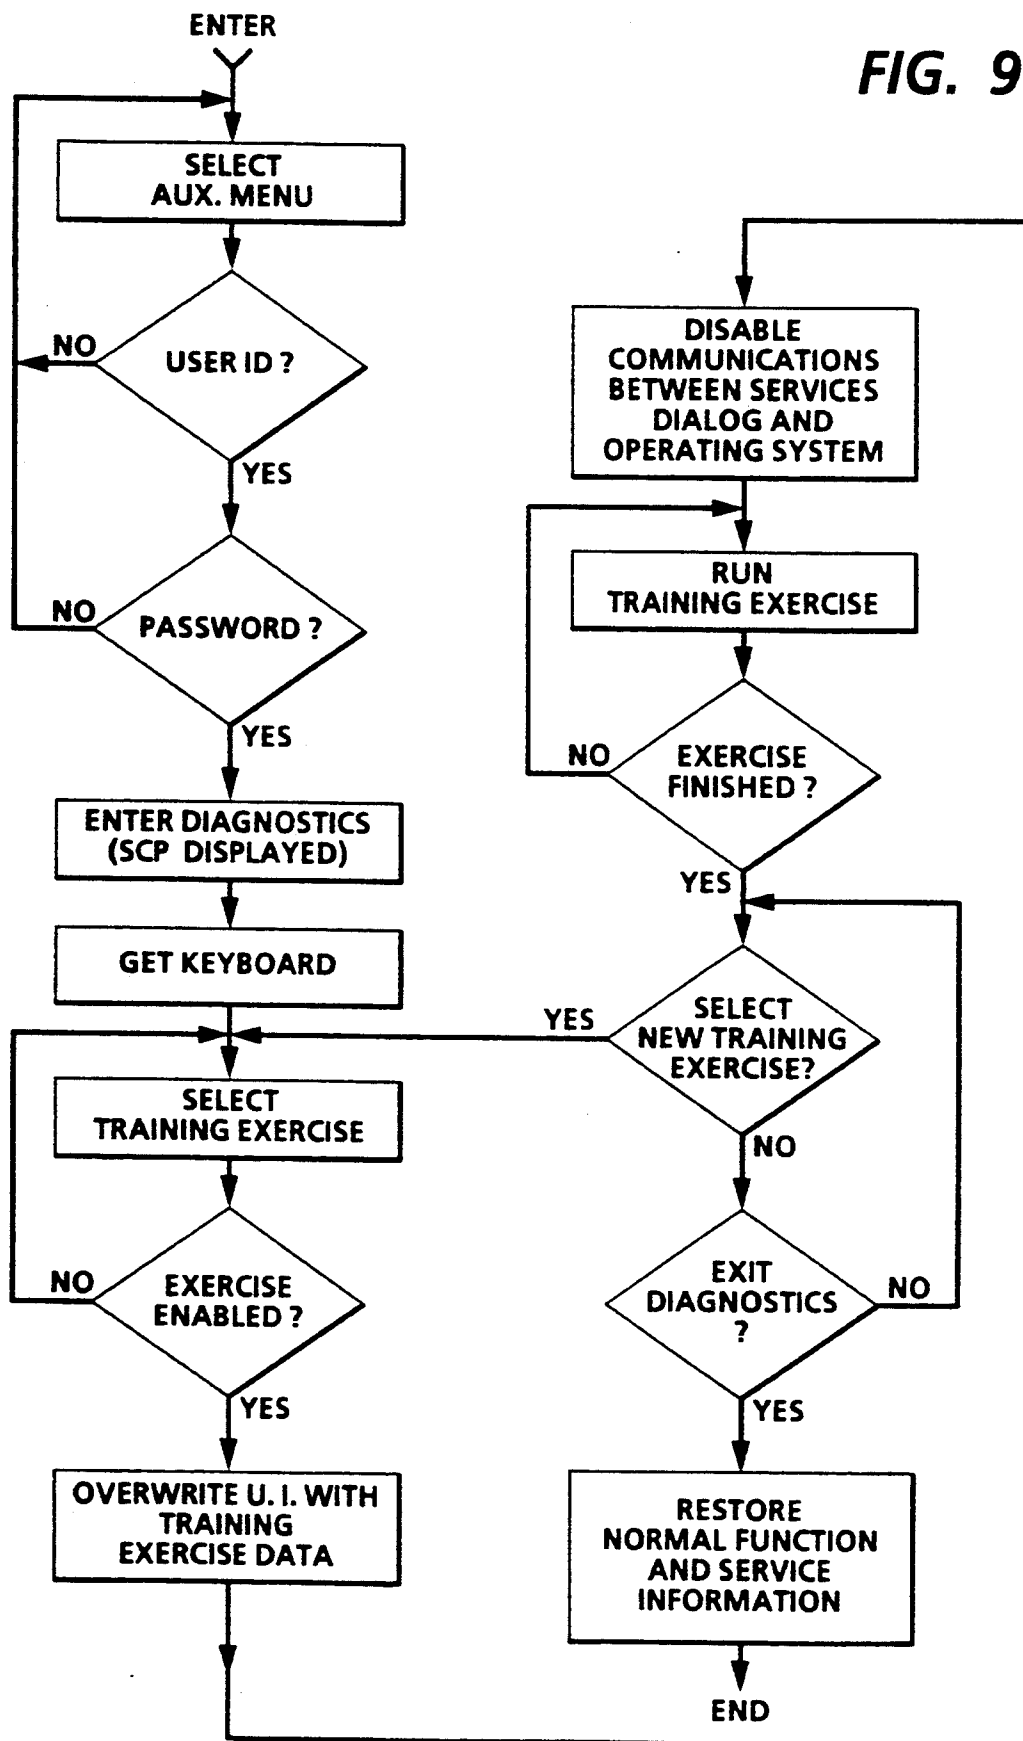 ENTER
FIG. 9
SELECT
AUX. MENU
NO
USER ID ?
YES
NO
PASSWORD ?
YES
ENTER DIAGNOSTICS
(SCP DISPLAYED)
GET KEYBOARD
SELECT
TRAINING EXERCISE
NO
EXERCISE
ENABLED ?
YES
OVERWRITE U. I. WITH
TRAINING
EXERCISE DATA
DISABLE
COMMUNICATIONS
BETWEEN SERVICES
DIALOG AND
OPERATING SYSTEM
RUN
TRAINING EXERCISE
NO
EXERCISE
FINISHED ?
YES
YES
SELECT
NEW TRAINING
EXERCISE?
NO
EXIT
DIAGNOSTICS
?
NO
YES
RESTORE
NORMAL FUNCTION
AND SERVICE
INFORMATION
END